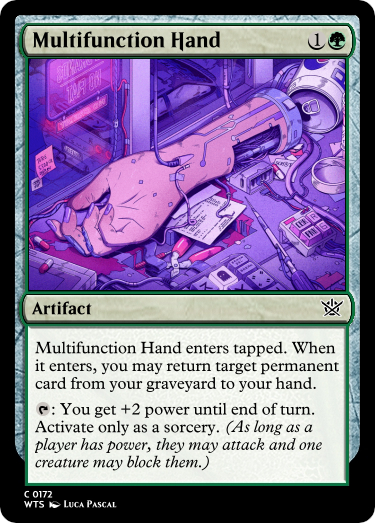 Multifunction Hand 1
Artifact
Multifunction Hand enters tapped. When
it enters, you may return target permanent
card from your graveyard to your hand.
: You get +2 power until end of turn.
Activate only as a sorcery. (As long as a
player has power, they may attack and one
creature may block them.)
C 0172
WTS Luca Pascal